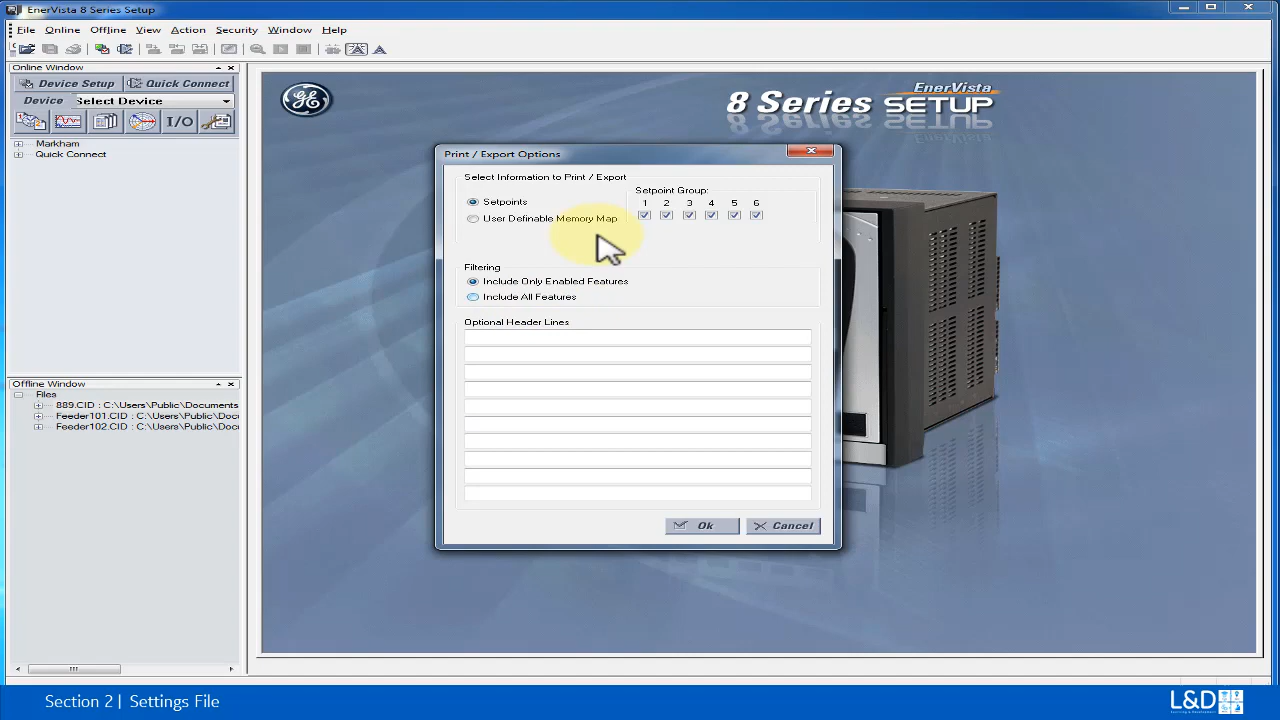 EnerVista 8 Series Setup
File Online Offline View Action Security Window Help
Online Window
Device Setup Quick Connect
Device Select Device
I/O
Markham
Quick Connect
EnerVista
8 Series SETUP
Print / Export Options
Select Information to Print / Export
Setpoints
User Definable Memory Map
Setpoint Group:
1 2 3 4 5 6
Filtering
Include Only Enabled Features
Include All Features
Optional Header Lines
Ok Cancel
Offline Window
Files
889.CID : C:\Users\Public\Documents
Feeder101.CID : C:\Users\Public\Doc
Feeder102.CID : C:\Users\Public\Doc
Section 2 | Settings File
L&D